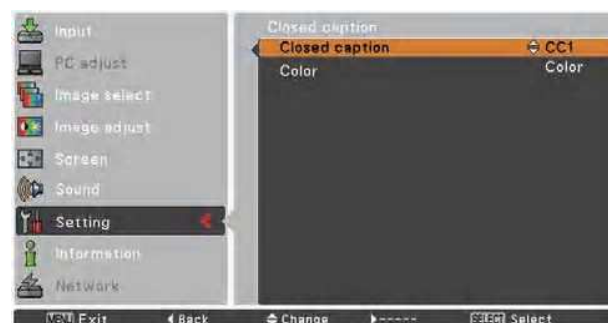 Input
PC adjust
Image select
Image adjust
Screen
Sound
Setting
Information
Network
Closed caption
Closed caption CC1
Color Color
MENU Exit Back Change ----- SELECT Select